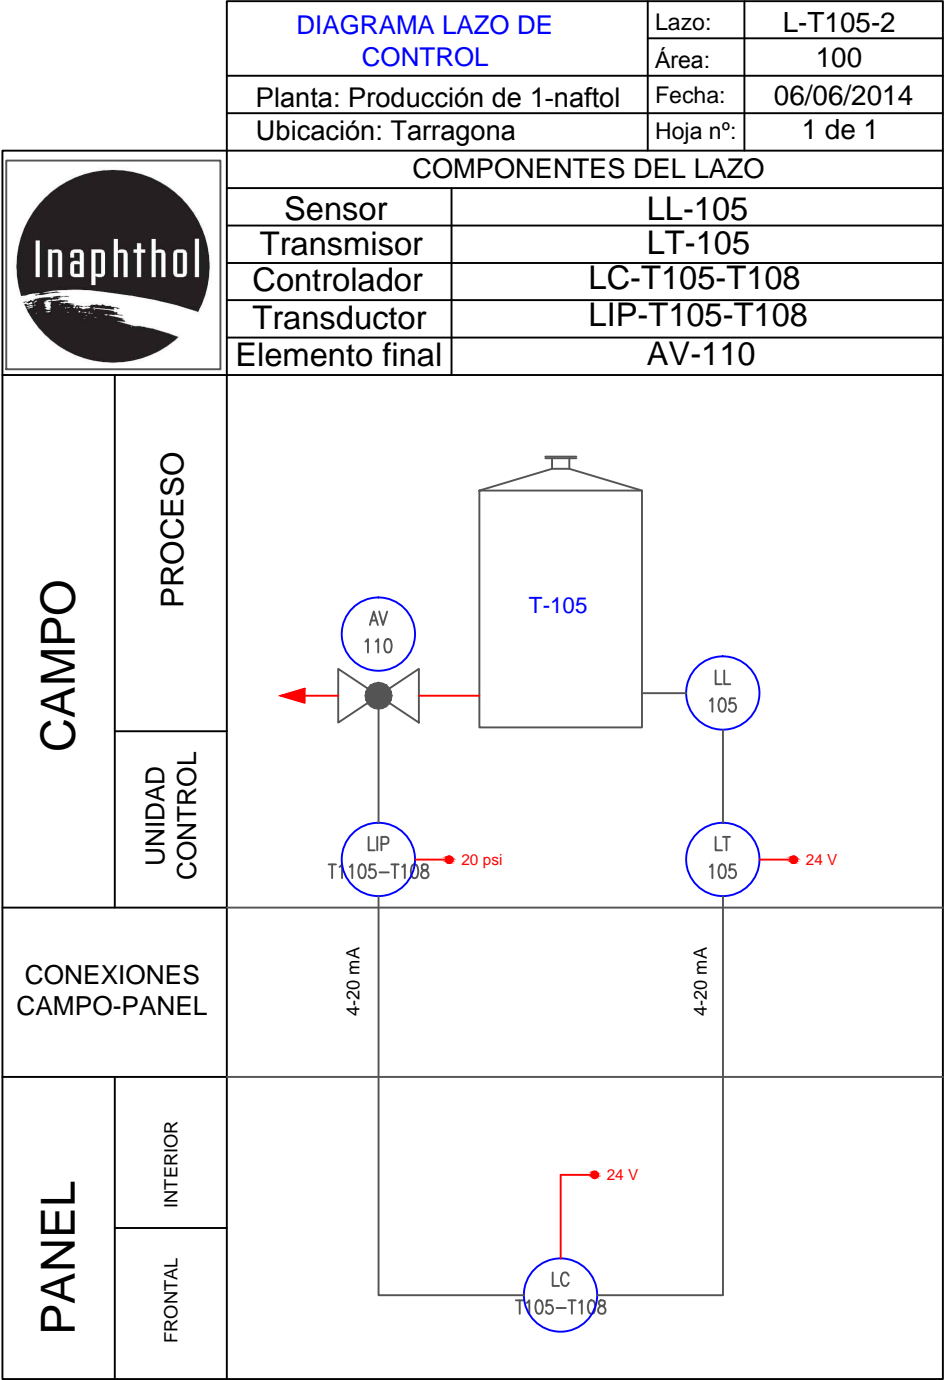 DIAGRAMA LAZO DE
CONTROL
Lazo: L-T105-2
Área: 100
Planta: Producción de 1-naftol
Fecha: 06/06/2014
Ubicación: Tarragona
Hoja nº: 1 de 1
Inaphthol
COMPONENTES DEL LAZO
Sensor LL-105
Transmisor LT-105
Controlador LC-T105-T108
Transductor LIP-T105-T108
Elemento final AV-110
CAMPO
PROCESO
T-105
AV
110
LL
105
UNIDAD
CONTROL
LIP
T1105-T108
20 psi
LT
105
24 V
CONEXIONES
CAMPO-PANEL
4-20 mA
4-20 mA
PANEL
INTERIOR
24 V
FRONTAL
LC
T105-T108